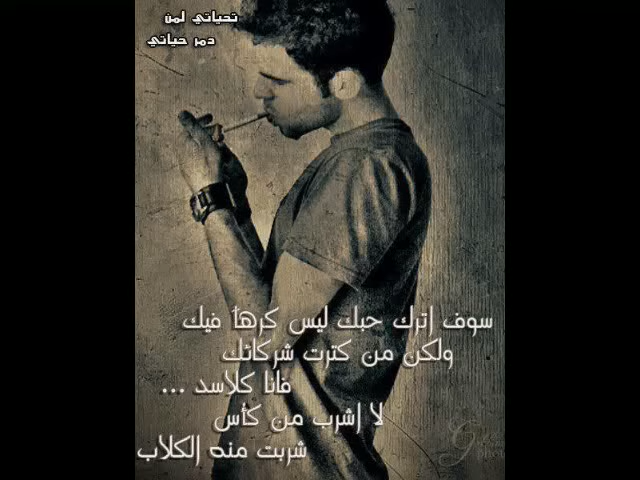 تحياتي لمن
دمر حياتي
سوف اترك حبك ليس كرهاً فيك
ولكن من كترت شركائك
فانا كلاسد ...
لا اشرب من كأس
شربت منه الكلاب